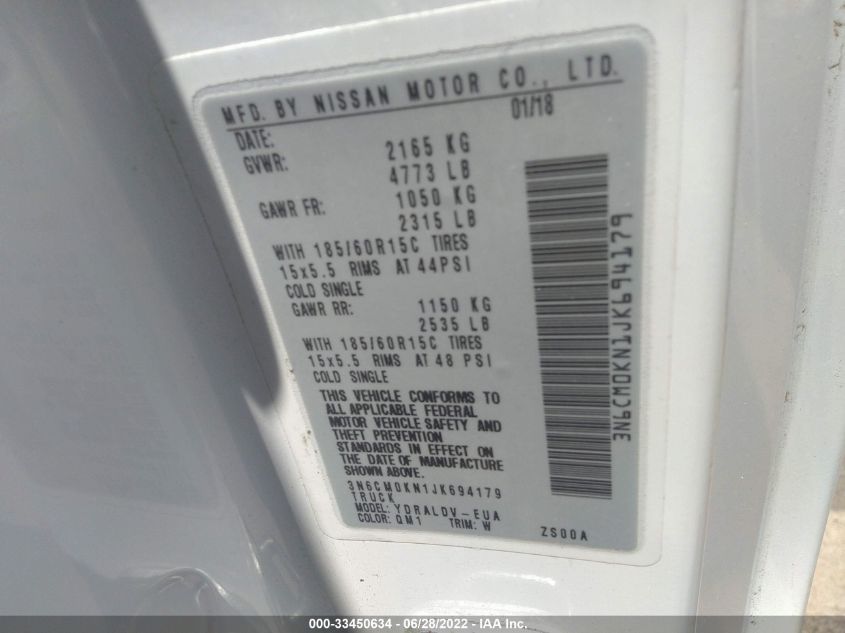 MFD. BY NISSAN MOTOR CO., LTD.
DATE: 01/18
GVWR: 2165 KG
4773 LB
GAWR FR: 1050 KG
2315 LB
WITH 185/60R15C TIRES
15x5.5 RIMS AT 44PSI
COLD SINGLE
GAWR RR: 1150 KG
2535 LB
WITH 185/60R15C TIRES
15x5.5 RIMS AT 48 PSI
COLD SINGLE
THIS VEHICLE CONFORMS TO
ALL APPLICABLE FEDERAL
MOTOR VEHICLE SAFETY AND
THEFT PREVENTION
STANDARDS IN EFFECT ON
THE DATE OF MANUFACTURE
SHOWN ABOVE.
3N6CM0KN1JK694179
TRUCK
MODEL: YDRALDV-EUA
COLOR: QM1 TRIM: W
ZS00A
3N6CM0KN1JK694179
000-33450634 - 06/28/2022 - IAA Inc.